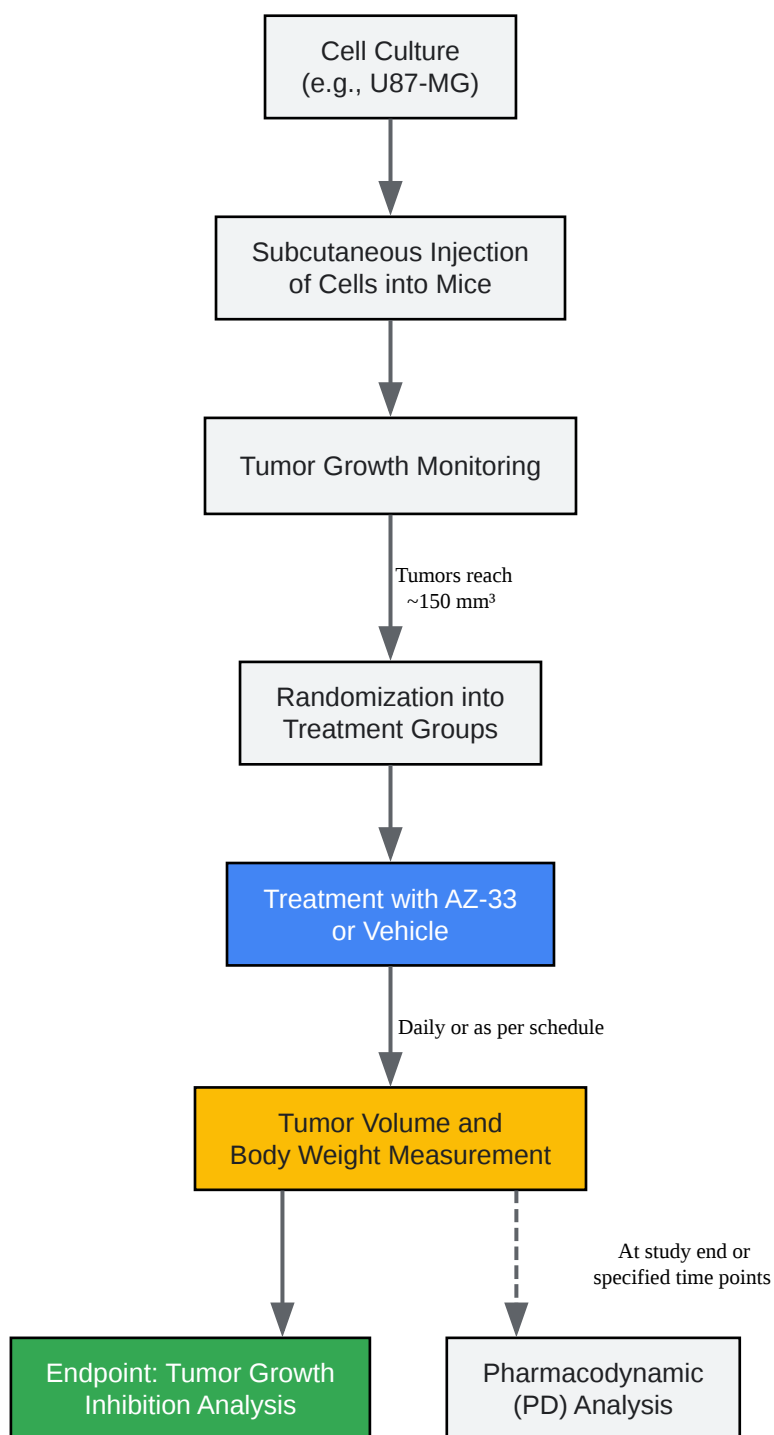 Cell Culture
(e.g., U87-MG)
Subcutaneous Injection
of Cells into Mice
Tumor Growth Monitoring
Tumors reach
~150 mm³
Randomization into
Treatment Groups
Treatment with AZ-33
or Vehicle
Daily or as per schedule
Tumor Volume and
Body Weight Measurement
At study end or
specified time points
Endpoint: Tumor Growth
Inhibition Analysis
Pharmacodynamic
(PD) Analysis